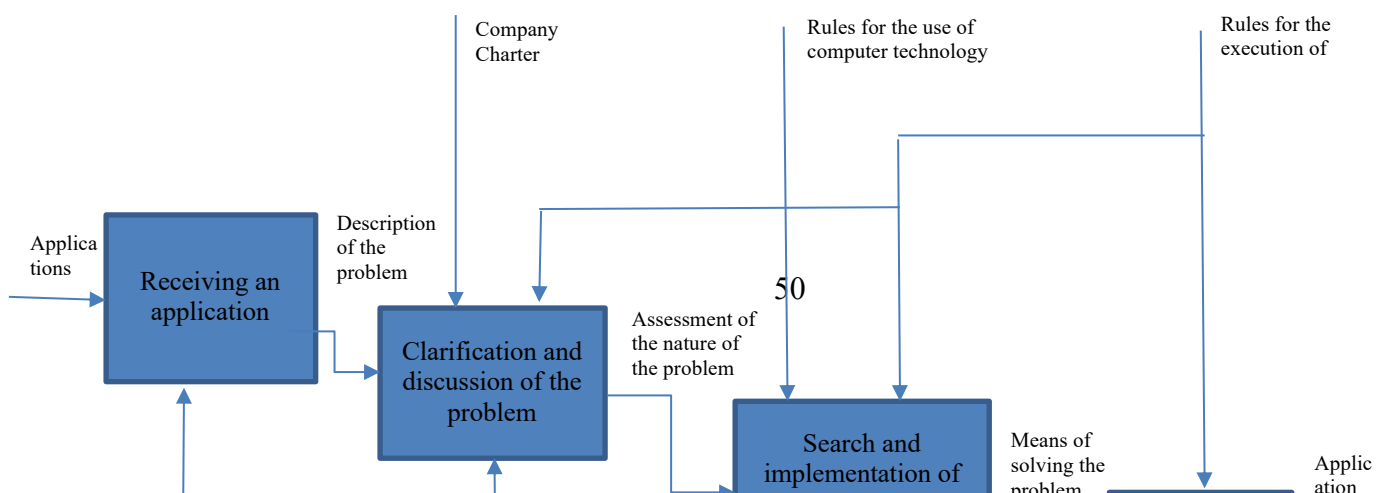 Company
Charter
Rules for the use of
computer technology
Rules for the
execution of
Applica
tions
Receiving an
application
Description
of the
problem
50
Clarification and
discussion of the
problem
Assessment of
the nature of
the problem
Search and
implementation of
Means of
solving the
problem
Applic
ation